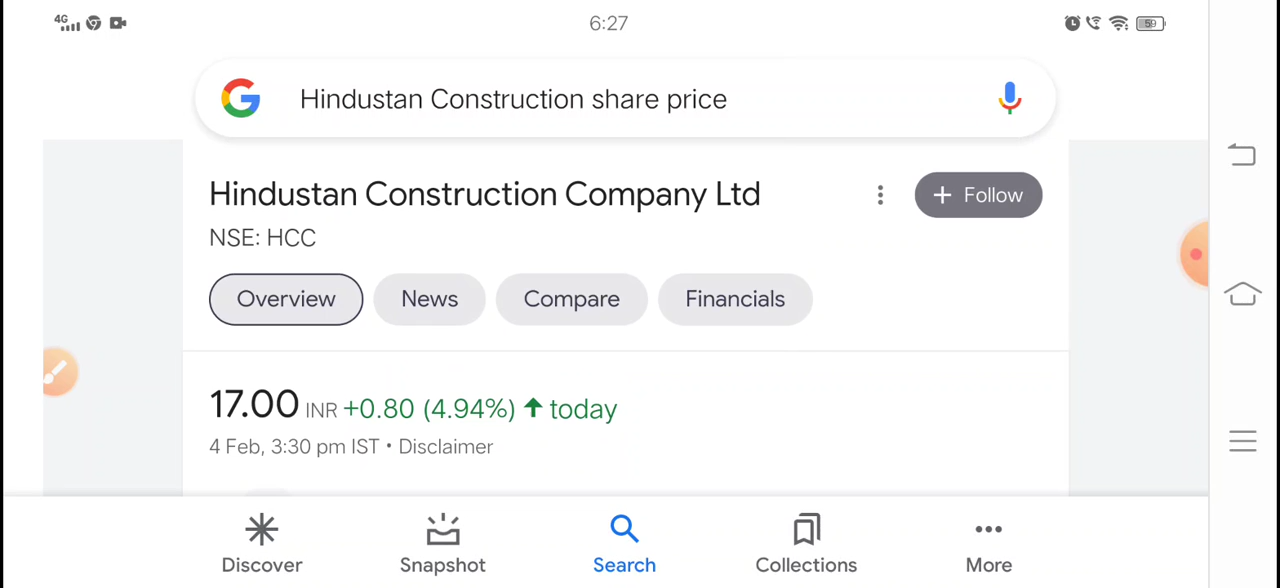 4G 6:27 59
Hindustan Construction share price
Hindustan Construction Company Ltd
+ Follow
NSE: HCC
Overview News Compare Financials
17.00 INR +0.80 (4.94%) ↑ today
4 Feb, 3:30 pm IST • Disclaimer
Discover Snapshot Search Collections More